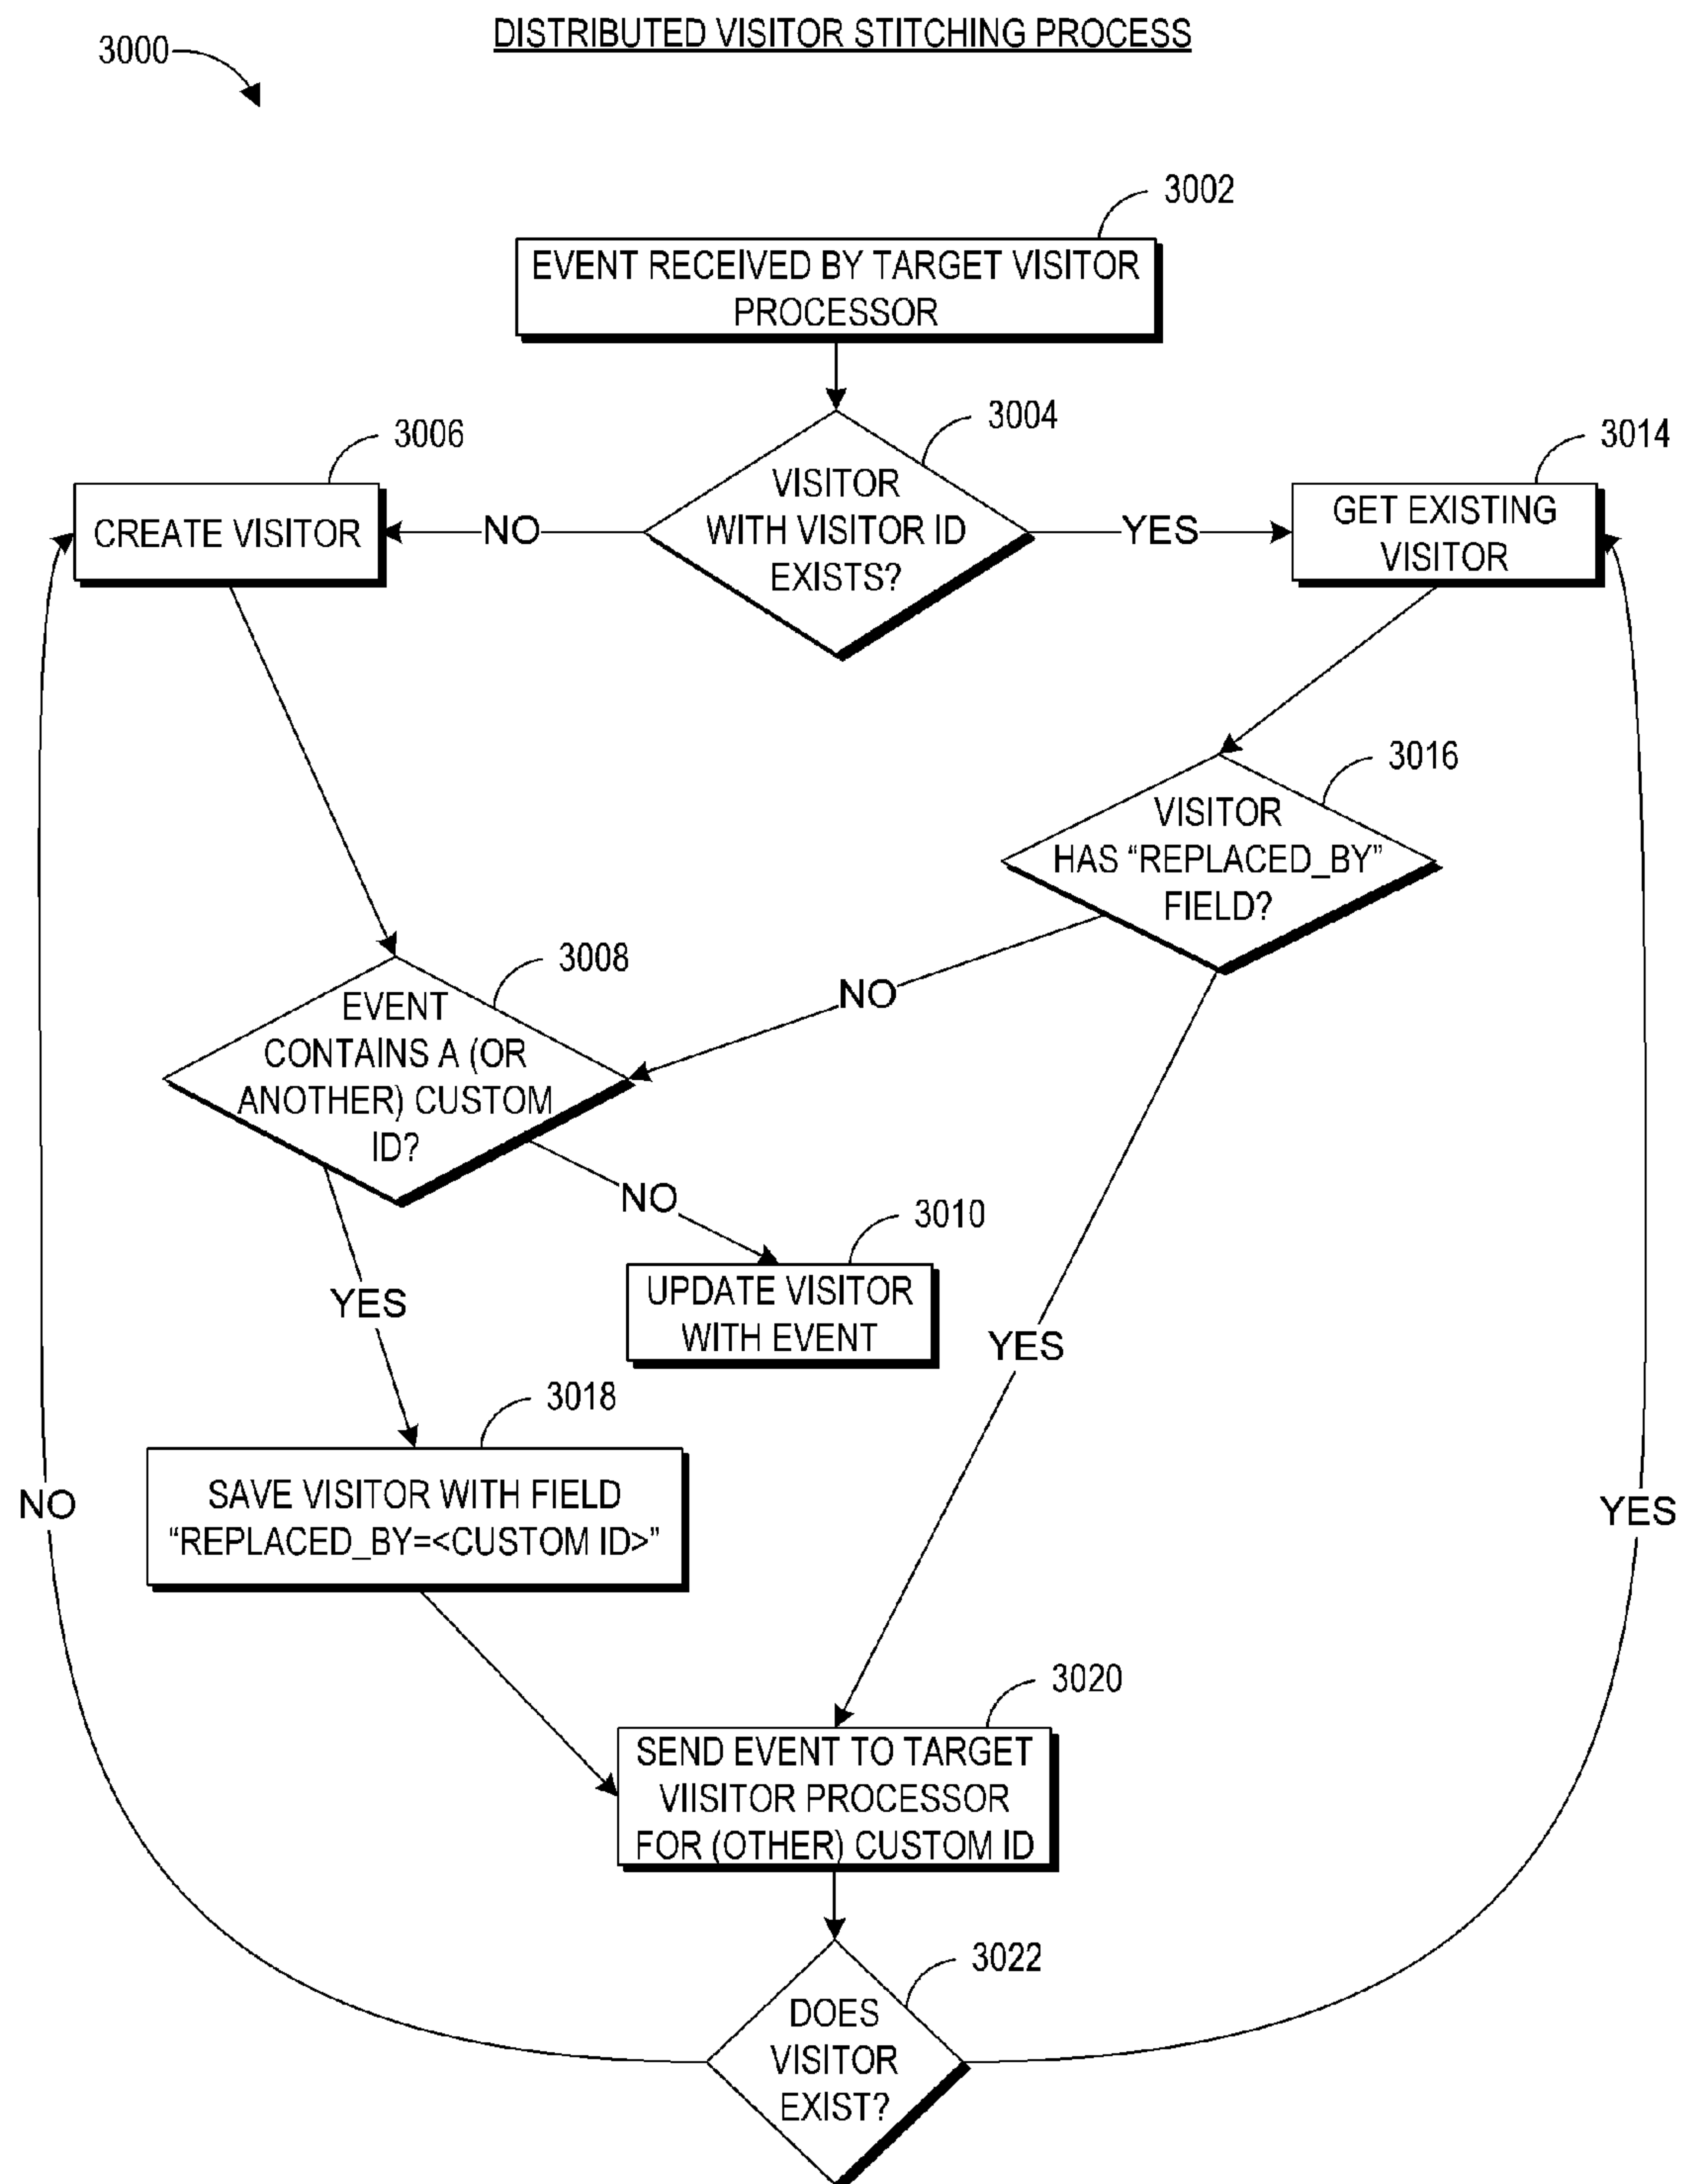 DISTRIBUTED VISITOR STITCHING PROCESS
3000
3002
EVENT RECEIVED BY TARGET VISITOR
PROCESSOR
3004
VISITOR
WITH VISITOR ID
EXISTS?
NO
YES
3006
CREATE VISITOR
3014
GET EXISTING
VISITOR
3016
VISITOR
HAS “REPLACED_BY”
FIELD?
NO
YES
3008
EVENT
CONTAINS A (OR
ANOTHER) CUSTOM
ID?
NO
3010
UPDATE VISITOR
WITH EVENT
YES
3018
SAVE VISITOR WITH FIELD
“REPLACED_BY=<CUSTOM ID>”
3020
SEND EVENT TO TARGET
VIISITOR PROCESSOR
FOR (OTHER) CUSTOM ID
3022
DOES
VISITOR
EXIST?
NO
YES